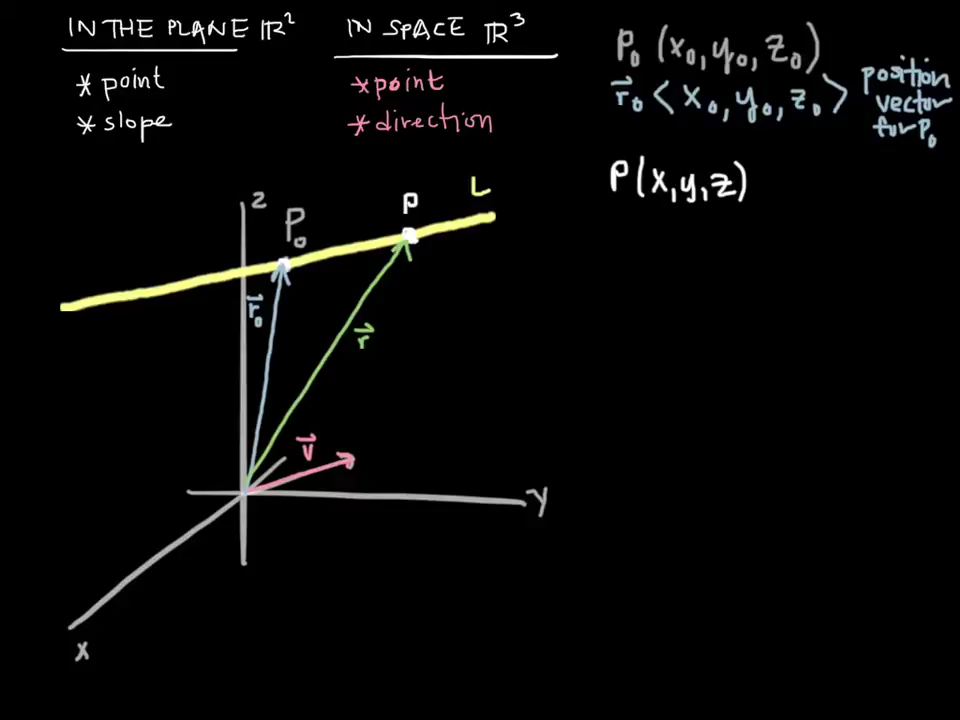 IN THE PLANE ℝ²
* point
* slope
IN SPACE ℝ³
* point
* direction
P₀ (x₀, y₀, z₀)
r⃗₀ < x₀, y₀, z₀ >
position
vector
for P₀
P(x, y, z)
z
P₀
P
L
r⃗₀
r⃗
v⃗
y
x